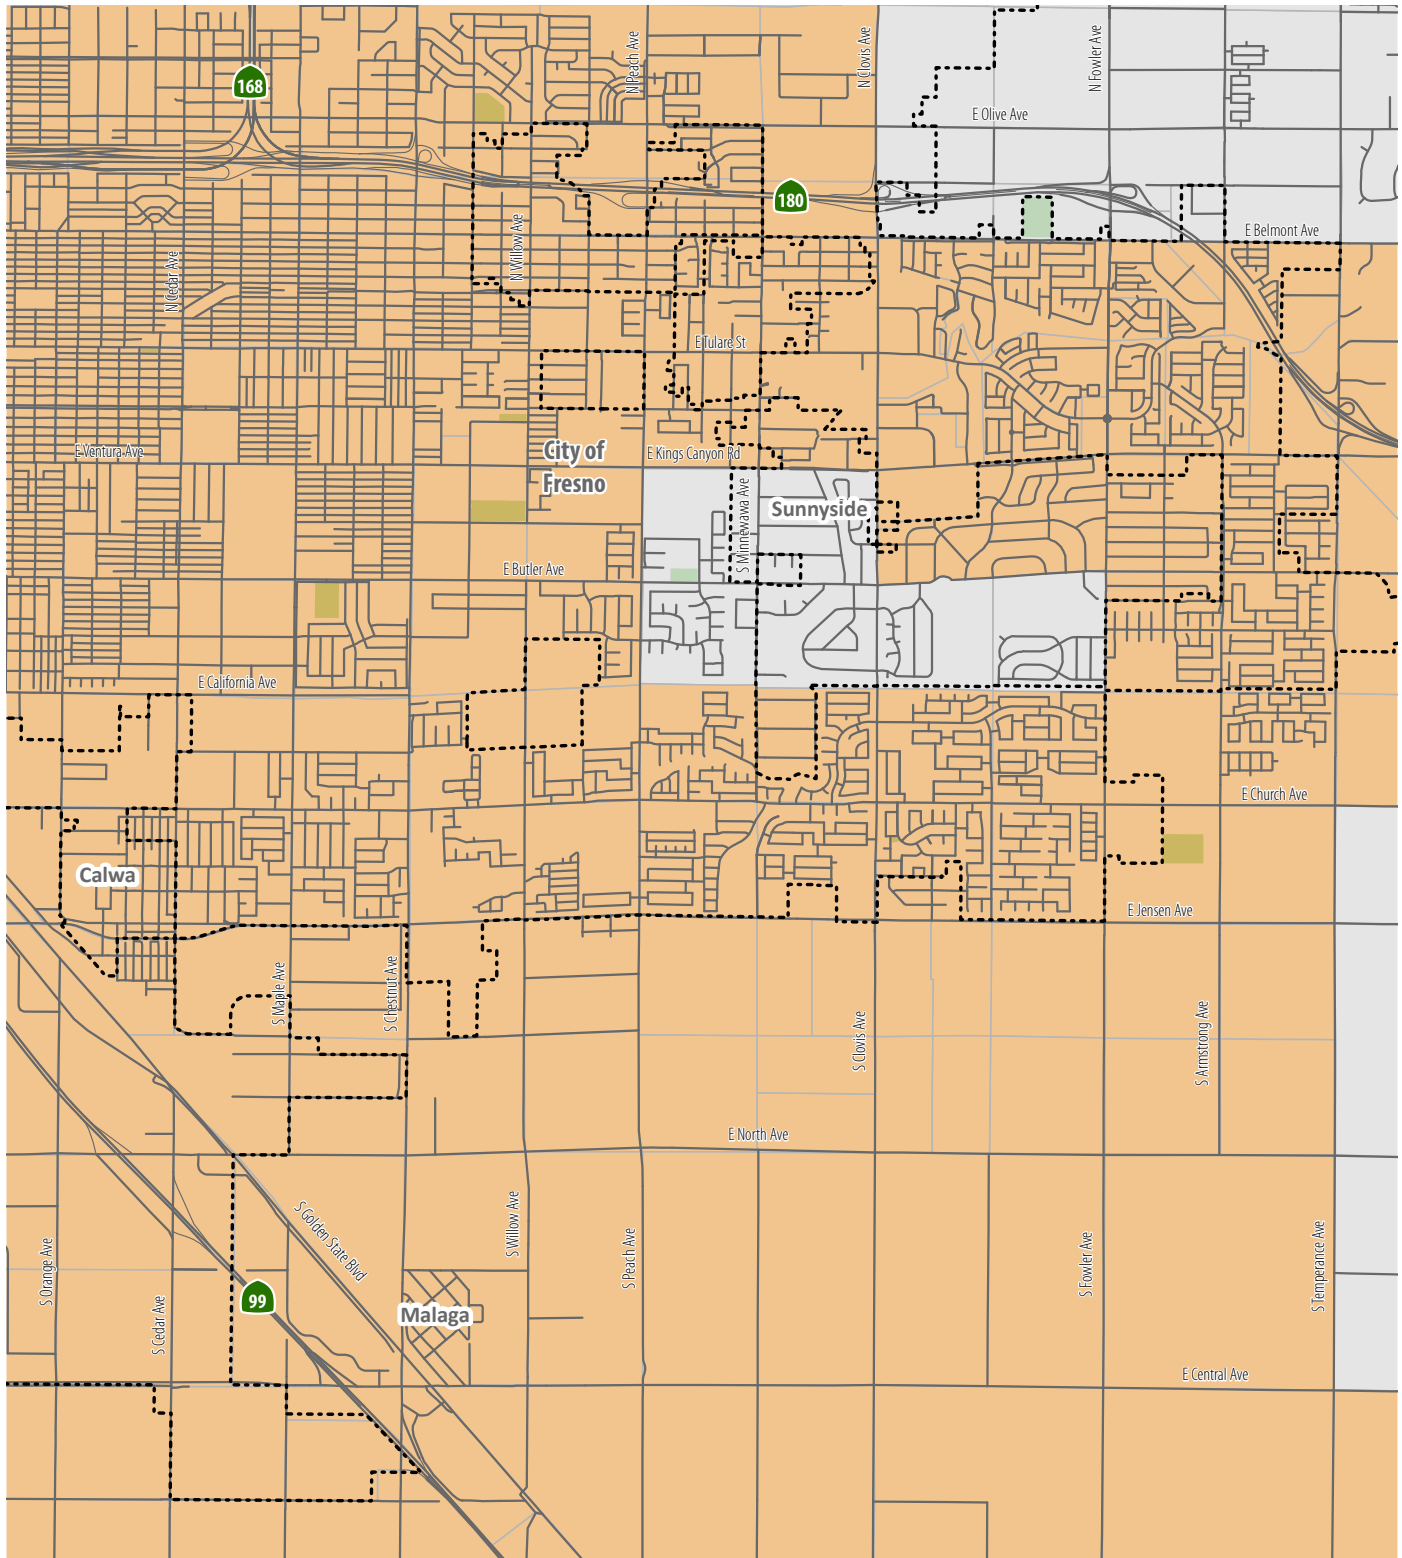 N Peach Ave
N Clovis Ave
N Fowler Ave
168
E Olive Ave
180
N Willow Ave
E Belmont Ave
N Cedar Ave
E Tulare St
E Ventura Ave
City of
Fresno
E Kings Canyon Rd
S Minnewawa Ave
Sunnyside
E Butler Ave
E California Ave
E Church Ave
Calwa
E Jensen Ave
S Maple Ave
S Chestnut Ave
S Clovis Ave
S Armstrong Ave
E North Ave
S Golden State Blvd
S Willow Ave
S Peach Ave
S Orange Ave
S Fowler Ave
S Temperance Ave
99
S Cedar Ave
Malaga
E Central Ave